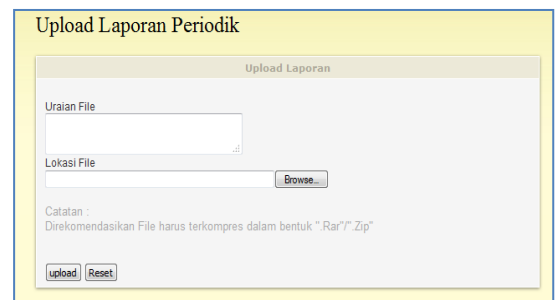 Upload Laporan Periodik
Upload Laporan
Uraian File
Lokasi File
Browse...
Catatan :
Direkomendasikan File harus terkompres dalam bentuk ".Rar"/".Zip"
upload Reset